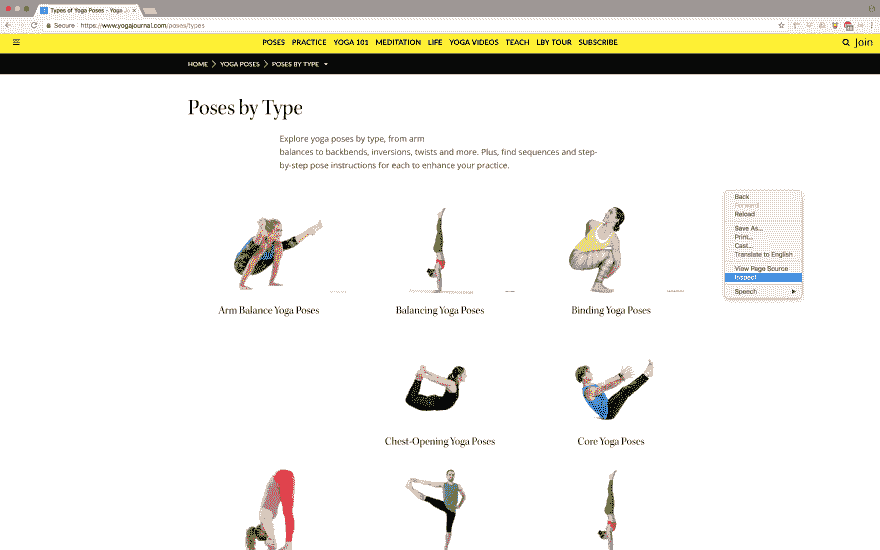 Types of Yoga Poses - Yoga Jo
Secure https://www.yogajournal.com/poses/types
POSES PRACTICE YOGA 101 MEDITATION LIFE YOGA VIDEOS TEACH LBY TOUR SUBSCRIBE Join
HOME YOGA POSES POSES BY TYPE
Poses by Type
Explore yoga poses by type, from arm
balances to backbends, inversions, twists and more. Plus, find sequences and step-
by-step pose instructions for each to enhance your practice.
Back
Forward
Reload
Save As...
Print...
Cast...
Translate to English
View Page Source
Inspect
Speech
Arm Balance Yoga Poses Balancing Yoga Poses Binding Yoga Poses
Chest-Opening Yoga Poses Core Yoga Poses